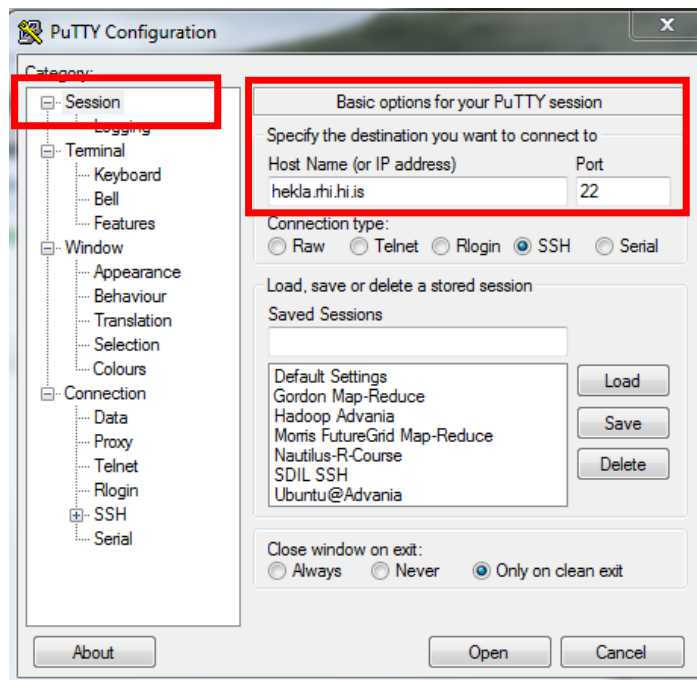 PuTTY Configuration
x
Category:
Session
Logging
Terminal
Keyboard
Bell
Features
Window
Appearance
Behaviour
Translation
Selection
Colours
Connection
Data
Proxy
Telnet
Rlogin
SSH
Serial
Basic options for your PuTTY session
Specify the destination you want to connect to
Host Name (or IP address) Port
hekla.rhi.hi.is 22
Connection type:
Raw Telnet Rlogin SSH Serial
Load, save or delete a stored session
Saved Sessions
Default Settings
Gordon Map-Reduce
Hadoop Advania
Morris FutureGrid Map-Reduce
Nautilus-R-Course
SDIL SSH
Ubuntu@Advania
Load
Save
Delete
Close window on exit:
Always Never Only on clean exit
About Open Cancel